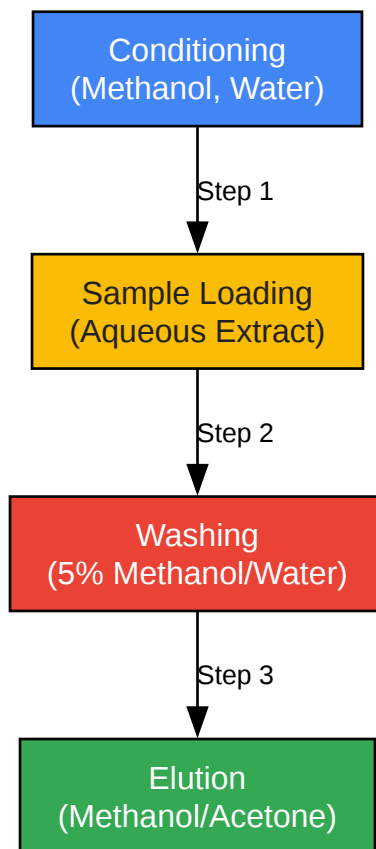 Conditioning
(Methanol, Water)
Step 1
Sample Loading
(Aqueous Extract)
Step 2
Washing
(5% Methanol/Water)
Step 3
Elution
(Methanol/Acetone)